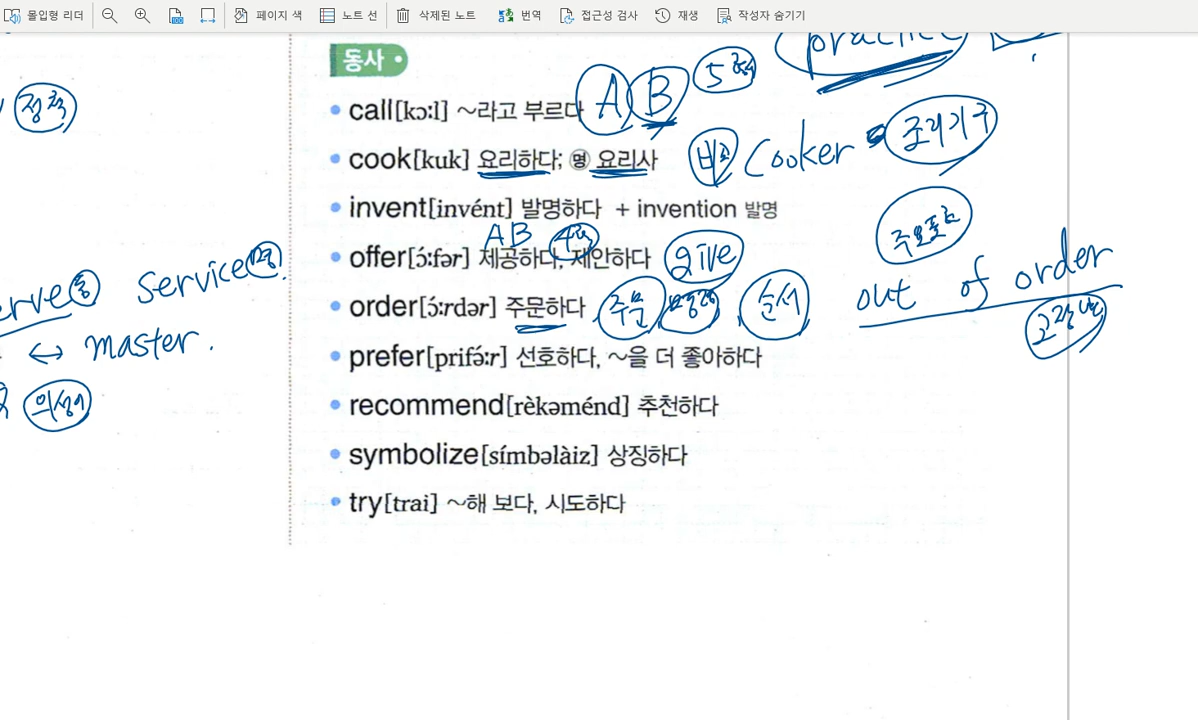 몰입형 리더 페이지 색 노트 선 삭제된 노트 번역 접근성 검사 재생 작성자 숨기기
practice
동사
정착
call[kɔːl] ~라고 부르다 A B 5형식
cook[kuk] 요리하다; 명 요리사 비교 Cooker 조리기구
invent[invént] 발명하다 + invention 발명
주요표현
A B 4형식
offer[ɔ́ːfər] 제공하다, 제안하다 give
erve 동 Service 명.
order[ɔ́ːrdər] 주문하다, 주문, 명령, 순서 out of order
고장난
↔ master.
prefer[prifə́ːr] 선호하다, ~을 더 좋아하다
의성어
recommend[rèkəménd] 추천하다
symbolize[símbəlàiz] 상징하다
try[trai] ~해 보다, 시도하다